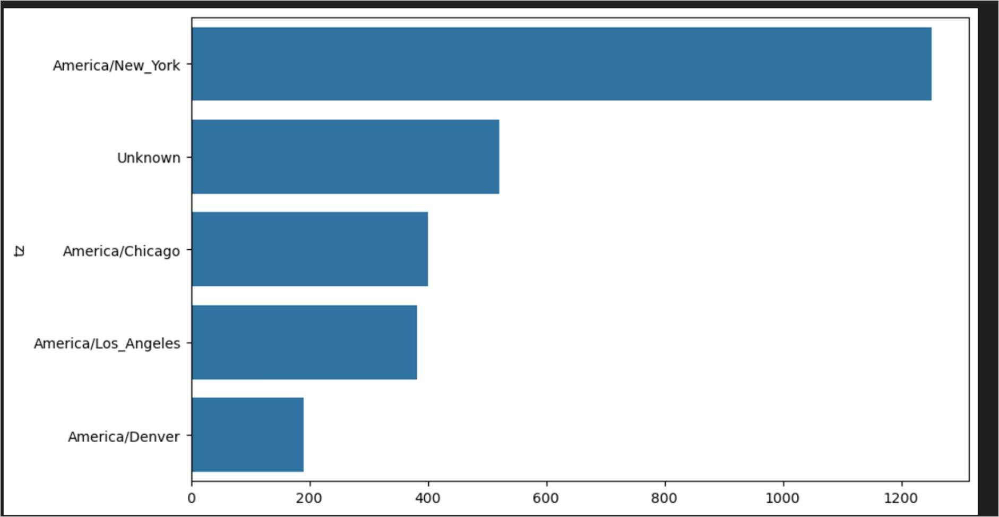 America/New_York
Unknown
tz
America/Chicago
America/Los_Angeles
America/Denver
0 200 400 600 800 1000 1200